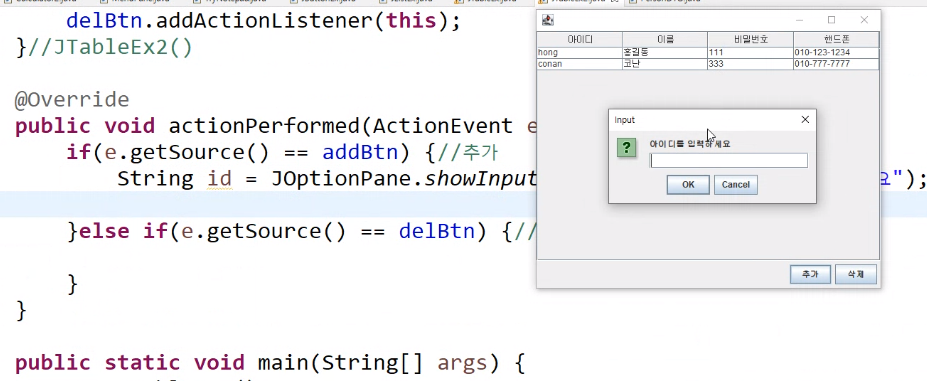 delBtn.addActionListener(this);
}//JTableEx2()
@Override
public void actionPerformed(ActionEvent e
if(e.getSource() == addBtn) {//추가
String id = JOptionPane.showInput
요");
}else if(e.getSource() == delBtn) {//
}
}
public static void main(String[] args) {
아이디 이름 비밀번호 핸드폰
hong 홍길동 111 010-123-1234
conan 코난 333 010-777-7777
Input
아이디를 입력하세요
OK Cancel
추가 삭제